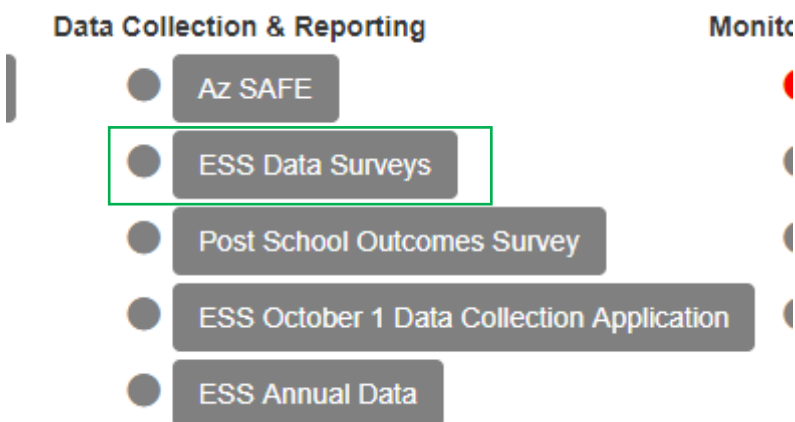 Data Collection & Reporting
Monito
Az SAFE
ESS Data Surveys
Post School Outcomes Survey
ESS October 1 Data Collection Application
ESS Annual Data